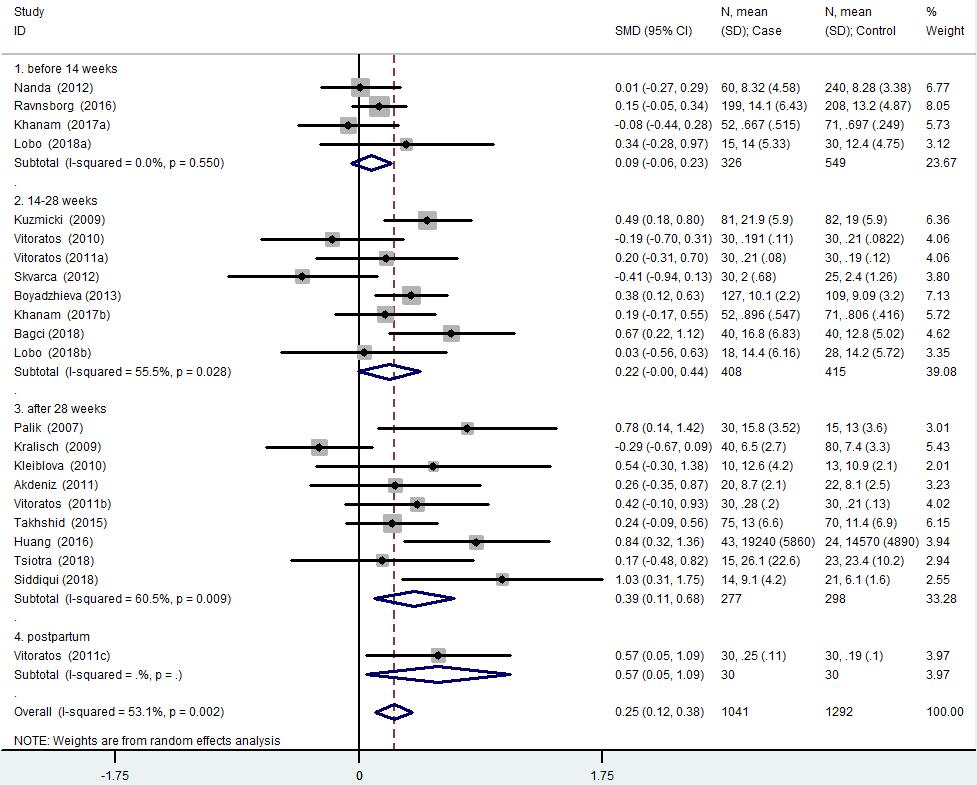 Study N, mean N, mean %
ID SMD (95% CI) (SD); Case (SD); Control Weight
1. before 14 weeks
Nanda (2012) 0.01 (-0.27, 0.29) 60, 8.32 (4.58) 240, 8.28 (3.38) 6.77
Ravnsborg (2016) 0.15 (-0.05, 0.34) 199, 14.1 (6.43) 208, 13.2 (4.87) 8.05
Khanam (2017a) -0.08 (-0.44, 0.28) 52, .667 (.515) 71, .697 (.249) 5.73
Lobo (2018a) 0.34 (-0.28, 0.97) 15, 14 (5.33) 30, 12.4 (4.75) 3.12
Subtotal (I-squared = 0.0%, p = 0.550) 0.09 (-0.06, 0.23) 326 549 23.67
.
2. 14-28 weeks
Kuzmicki (2009) 0.49 (0.18, 0.80) 81, 21.9 (5.9) 82, 19 (5.9) 6.36
Vitoratos (2010) -0.19 (-0.70, 0.31) 30, .191 (.11) 30, .21 (.0822) 4.06
Vitoratos (2011a) 0.20 (-0.31, 0.70) 30, .21 (.08) 30, .19 (.12) 4.06
Skvarca (2012) -0.41 (-0.94, 0.13) 30, 2 (.68) 25, 2.4 (1.26) 3.80
Boyadzhieva (2013) 0.38 (0.12, 0.63) 127, 10.1 (2.2) 109, 9.09 (3.2) 7.13
Khanam (2017b) 0.19 (-0.17, 0.55) 52, .896 (.547) 71, .806 (.416) 5.72
Bagci (2018) 0.67 (0.22, 1.12) 40, 16.8 (6.83) 40, 12.8 (5.02) 4.62
Lobo (2018b) 0.03 (-0.56, 0.63) 18, 14.4 (6.16) 28, 14.2 (5.72) 3.35
Subtotal (I-squared = 55.5%, p = 0.028) 0.22 (-0.00, 0.44) 408 415 39.08
.
3. after 28 weeks
Palik (2007) 0.78 (0.14, 1.42) 30, 15.8 (3.52) 15, 13 (3.6) 3.01
Kralisch (2009) -0.29 (-0.67, 0.09) 40, 6.5 (2.7) 80, 7.4 (3.3) 5.43
Kleiblova (2010) 0.54 (-0.30, 1.38) 10, 12.6 (4.2) 13, 10.9 (2.1) 2.01
Akdeniz (2011) 0.26 (-0.35, 0.87) 20, 8.7 (2.1) 22, 8.1 (2.5) 3.23
Vitoratos (2011b) 0.42 (-0.10, 0.93) 30, .28 (.2) 30, .21 (.13) 4.02
Takhshid (2015) 0.24 (-0.09, 0.56) 75, 13 (6.6) 70, 11.4 (6.9) 6.15
Huang (2016) 0.84 (0.32, 1.36) 43, 19240 (5860) 24, 14570 (4890) 3.94
Tsiotra (2018) 0.17 (-0.48, 0.82) 15, 26.1 (22.6) 23, 23.4 (10.2) 2.94
Siddiqui (2018) 1.03 (0.31, 1.75) 14, 9.1 (4.2) 21, 6.1 (1.6) 2.55
Subtotal (I-squared = 60.5%, p = 0.009) 0.39 (0.11, 0.68) 277 298 33.28
.
4. postpartum
Vitoratos (2011c) 0.57 (0.05, 1.09) 30, .25 (.11) 30, .19 (.1) 3.97
Subtotal (I-squared = .%, p = .) 0.57 (0.05, 1.09) 30 30 3.97
.
Overall (I-squared = 53.1%, p = 0.002) 0.25 (0.12, 0.38) 1041 1292 100.00
NOTE: Weights are from random effects analysis
-1.75 0 1.75